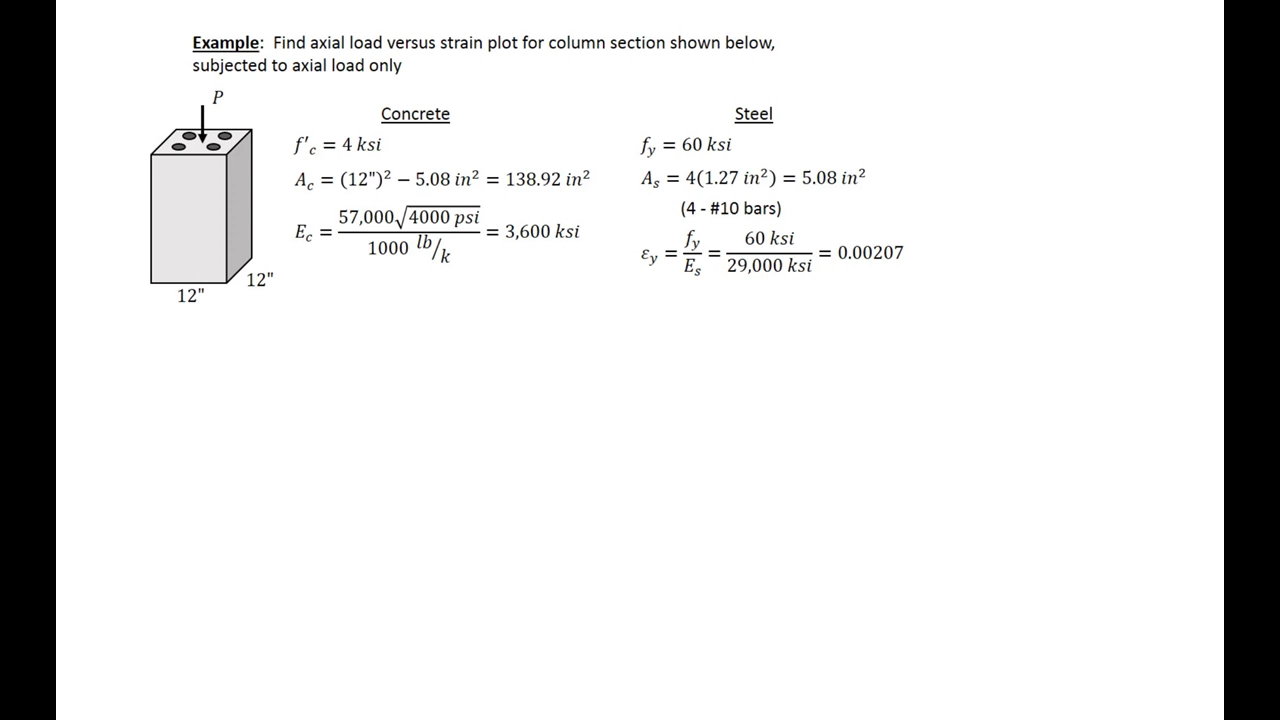 Example: Find axial load versus strain plot for column section shown below,
subjected to axial load only
P
12"
12"
Concrete
f'c = 4 ksi
Ac = (12")² − 5.08 in² = 138.92 in²
Ec = 57,000√4000 psi / 1000 lb/k = 3,600 ksi
Steel
fy = 60 ksi
As = 4(1.27 in²) = 5.08 in²
(4 - #10 bars)
εy = fy / Es = 60 ksi / 29,000 ksi = 0.00207